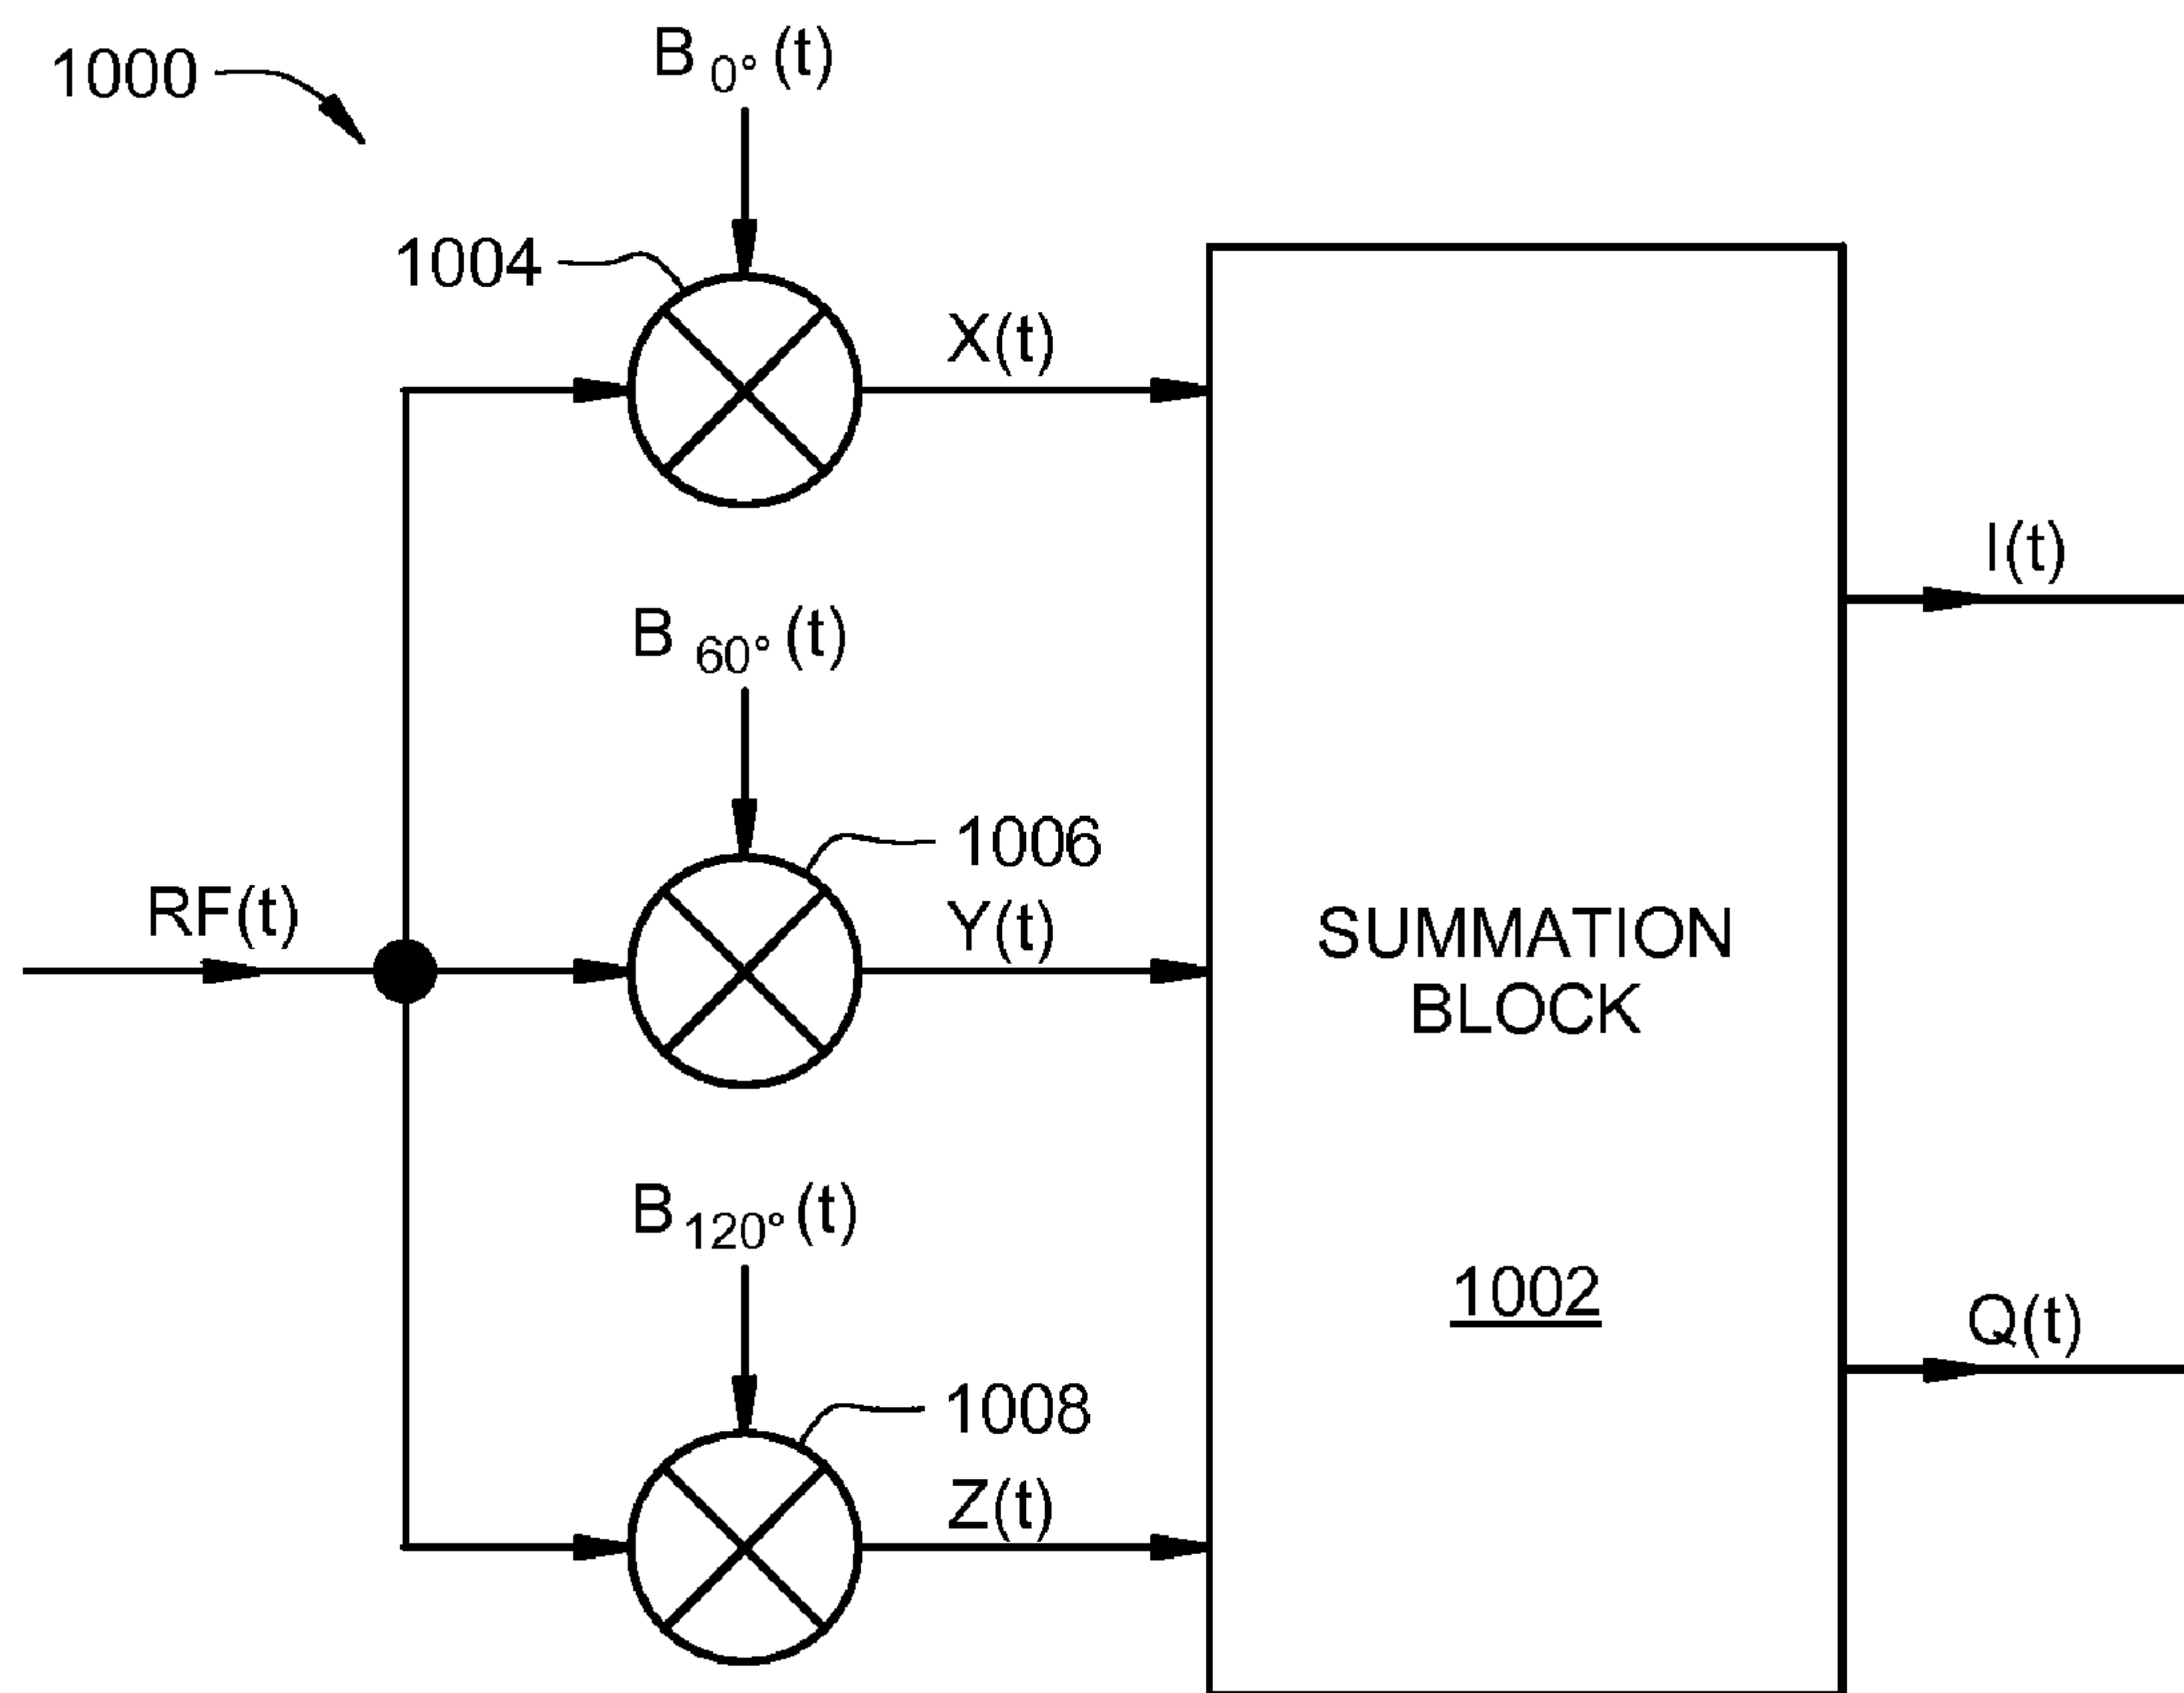 1000
B 0° (t)
1004
X(t)
I(t)
B 60° (t)
1006
RF(t)
Y(t)
SUMMATION
BLOCK
B 120° (t)
1002
Q(t)
1008
Z(t)